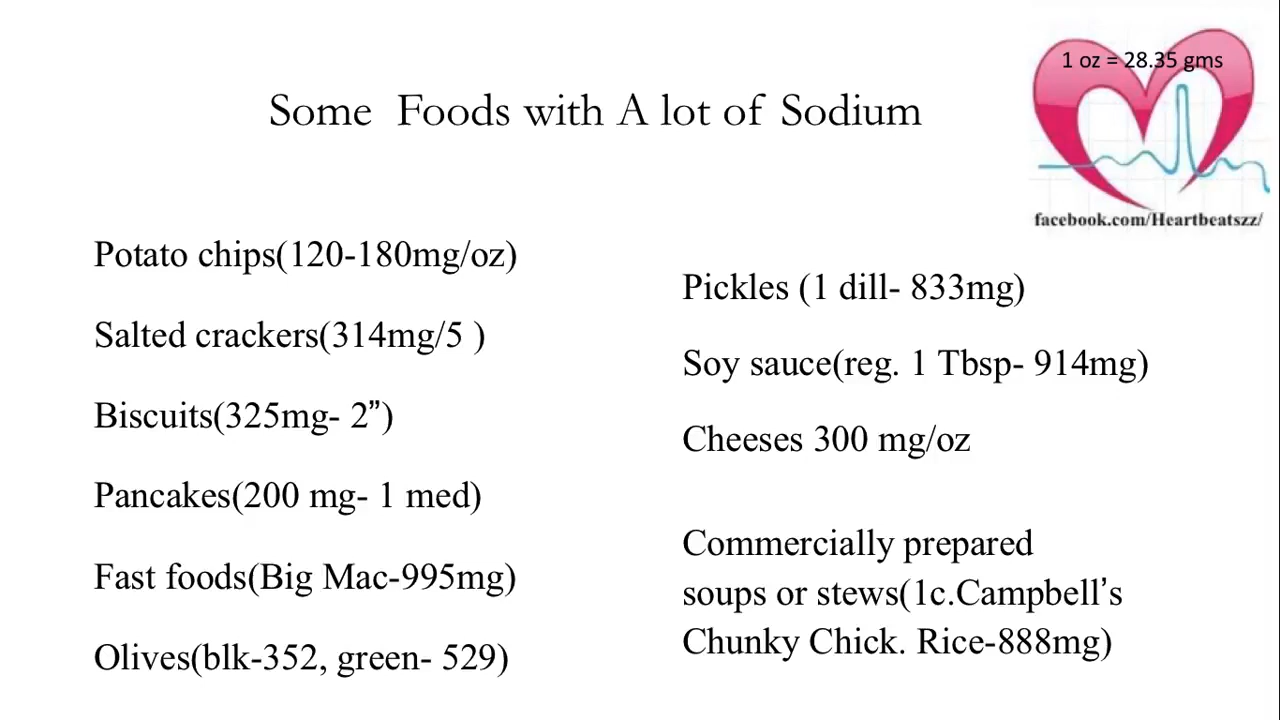 1 oz = 28.35 gms
Some Foods with A lot of Sodium
facebook.com/Heartbeatszz/
Potato chips(120-180mg/oz)
Salted crackers(314mg/5 )
Biscuits(325mg- 2”)
Pancakes(200 mg- 1 med)
Fast foods(Big Mac-995mg)
Olives(blk-352, green- 529)
Pickles (1 dill- 833mg)
Soy sauce(reg. 1 Tbsp- 914mg)
Cheeses 300 mg/oz
Commercially prepared
soups or stews(1c.Campbell’s
Chunky Chick. Rice-888mg)